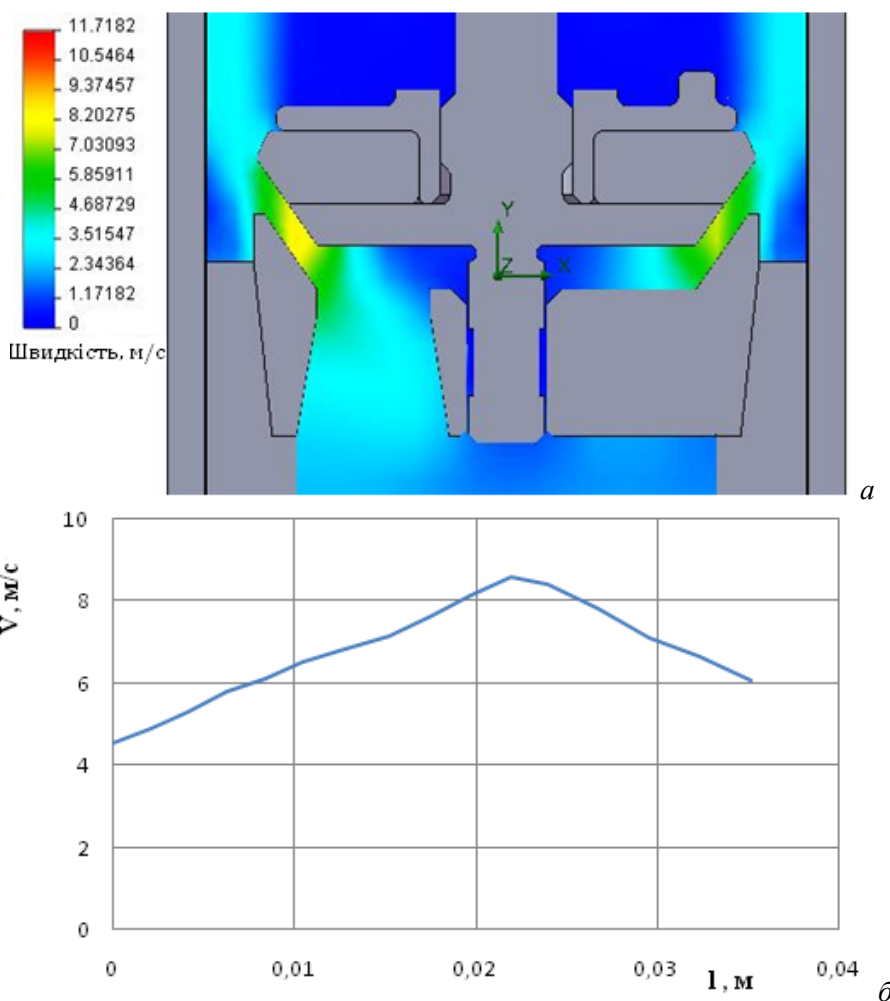 11.7182
10.5464
9.37457
8.20275
7.03093
5.85911
4.68729
3.51547
2.34364
1.17182
0
Швидкість, м/с
Y
Z
X
а
10
8
6
4
2
0
V, м/с
0
0,01
0,02
0,03
0,04
l, м
б